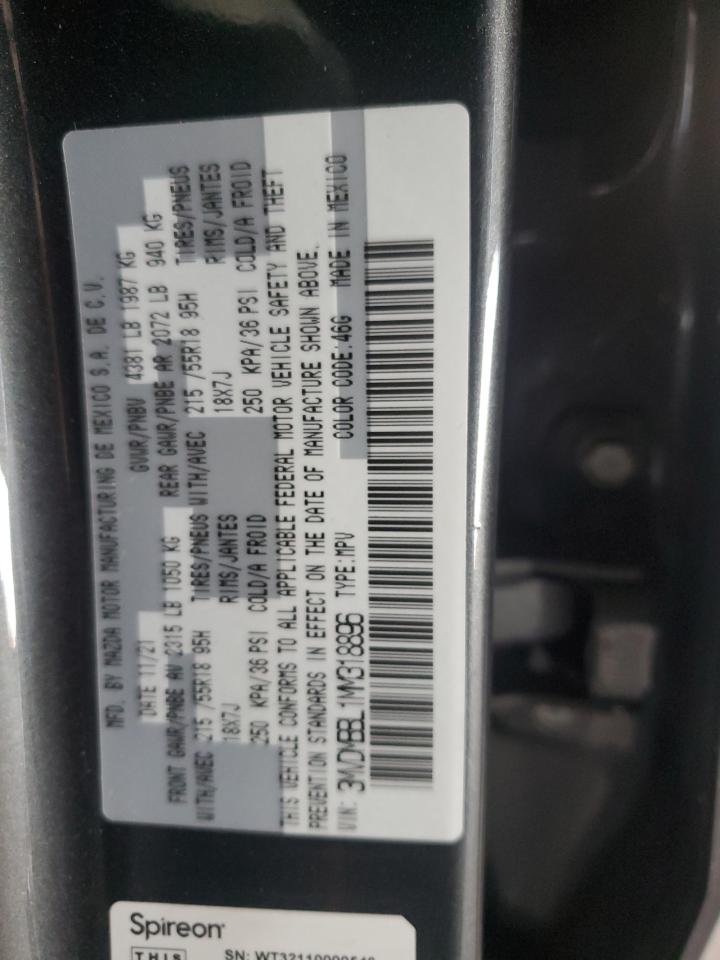 MFD. BY MAZDA MOTOR MANUFACTURING DE MEXICO S.A. DE C.V.
DATE 11/21 GVWR/PNBV 4381 LB 1987 KG
FRONT GAWR/PNBE AV 2315 LB 1050 KG REAR GAWR/PNBE AR 2072 LB 940 KG
WITH/AVEC 215 /55R18 95H TIRES/PNEUS WITH/AVEC 215 /55R18 95H TIRES/PNEUS
18X7J RIMS/JANTES 18X7J RIMS/JANTES
250 KPA/36 PSI COLD/A FROID 250 KPA/36 PSI COLD/A FROID
THIS VEHICLE CONFORMS TO ALL APPLICABLE FEDERAL MOTOR VEHICLE SAFETY AND THEFT
PREVENTION STANDARDS IN EFFECT ON THE DATE OF MANUFACTURE SHOWN ABOVE.
VIN: 3MVDMBBL1MM318896 TYPE:MPV COLOR CODE:46G MADE IN MEXICO
Spireon
THIS SN: